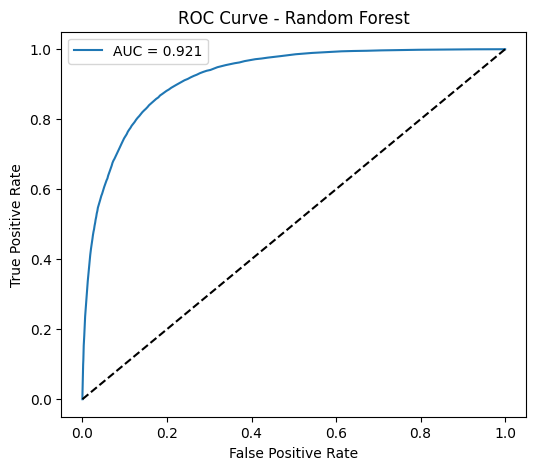 ROC Curve - Random Forest
AUC = 0.921
True Positive Rate
1.0
0.8
0.6
0.4
0.2
0.0
0.0 0.2 0.4 0.6 0.8 1.0
False Positive Rate